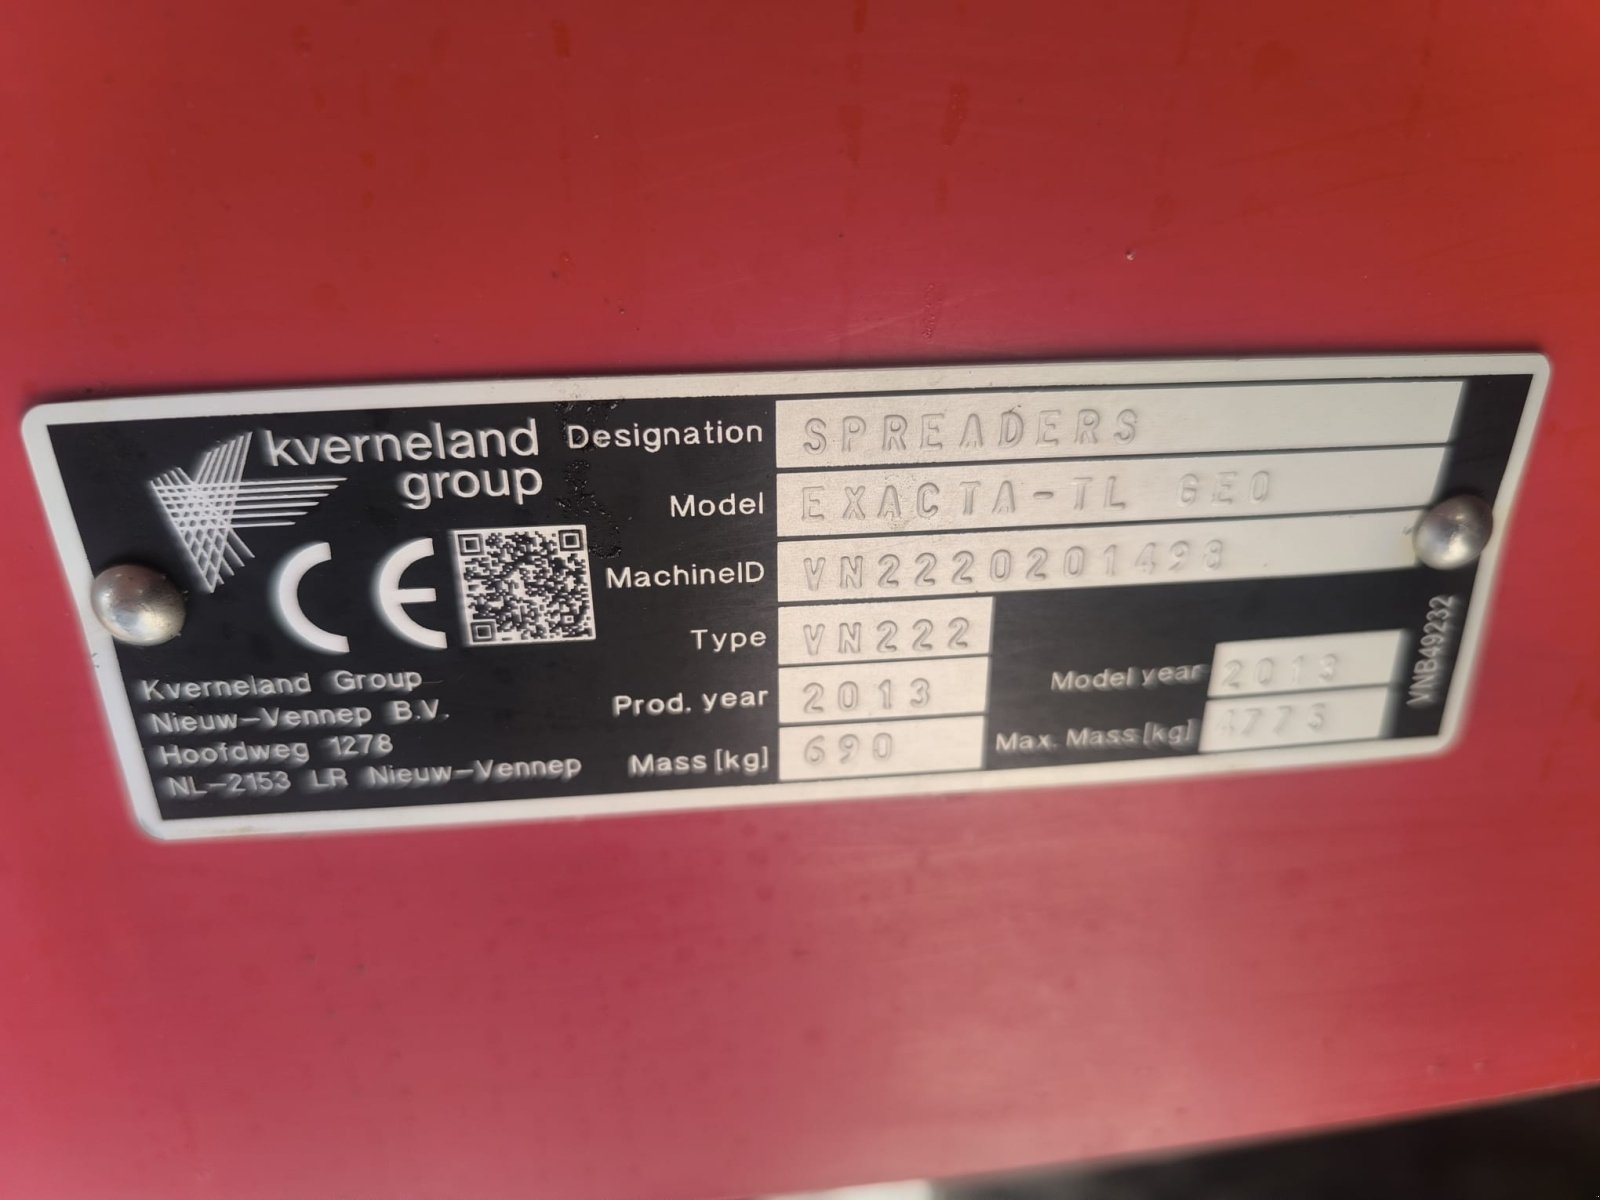 kverneland
group
CE
Kverneland Group
Nieuw-Vennep B.V.
Hoofdweg 1278
NL-2153 LR Nieuw-Vennep
Designation SPREADERS
Model EXACTA-TL GEO
MachineID VN2220201498
Type VN222
Prod. year 2013
Model year 2013
Mass [kg] 690
Max. Mass [kg]
VNB49232